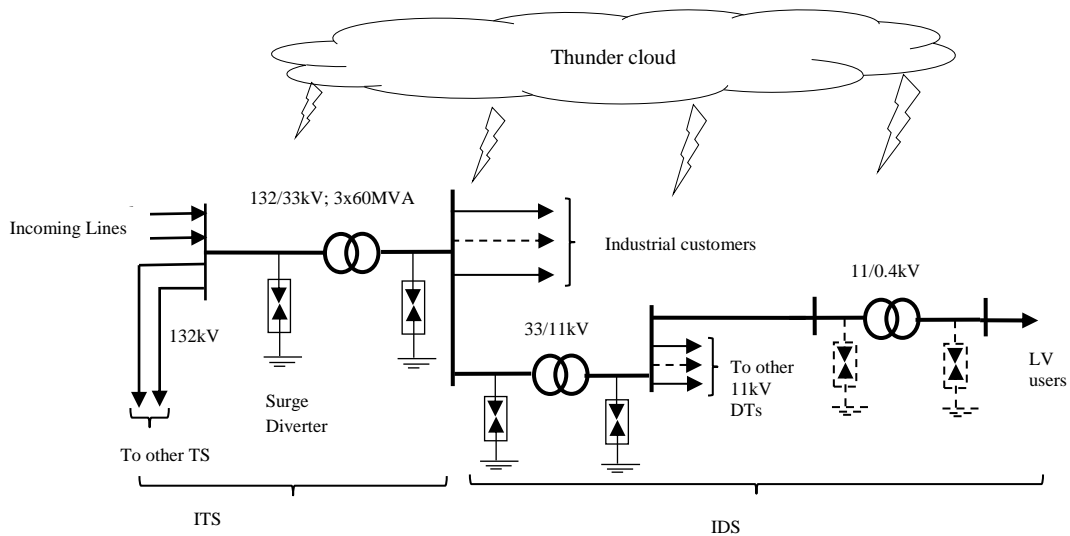 Thunder cloud
132/33kV; 3x60MVA
Incoming Lines
Industrial customers
11/0.4kV
33/11kV
132kV
To other
11kV
DTs
LV
users
Surge
Diverter
To other TS
ITS
IDS